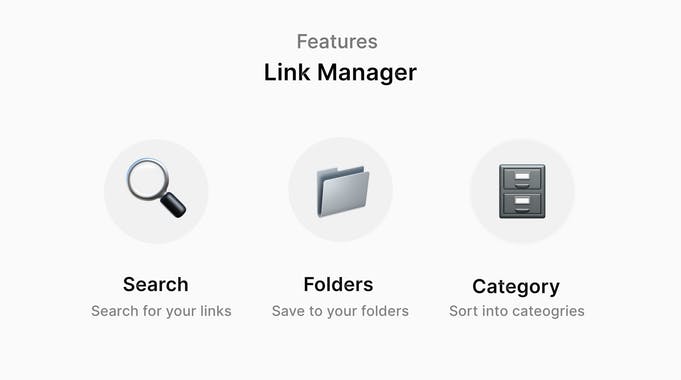 Features
Link Manager
Search
Folders
Category
Search for your links
Save to your folders
Sort into cateogries